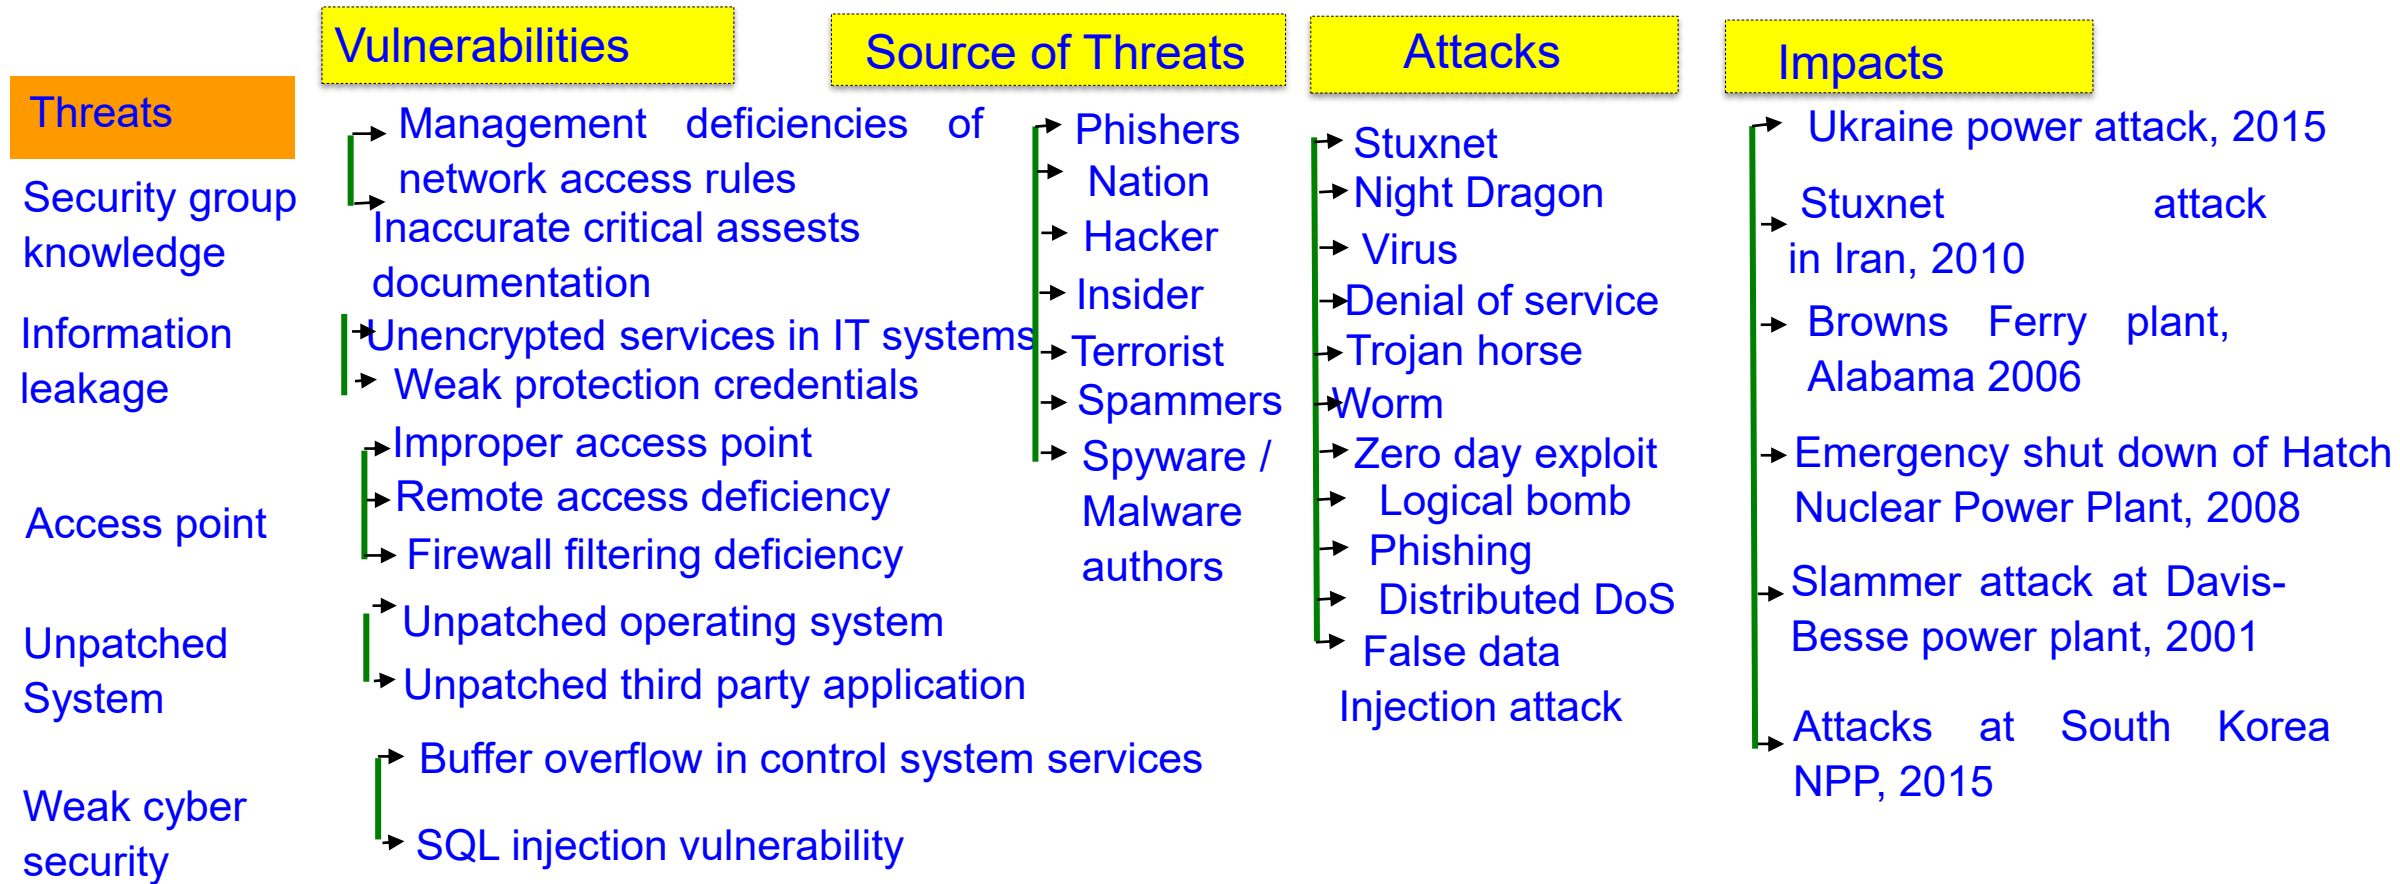 Threats
Security group
knowledge
Information
leakage
Access point
Unpatched
System
Weak cyber
security
Vulnerabilities
Management deficiencies of
network access rules
Inaccurate critical assests
documentation
Unencrypted services in IT systems
Weak protection credentials
Improper access point
Remote access deficiency
Firewall filtering deficiency
Unpatched operating system
Unpatched third party application
Buffer overflow in control system services
SQL injection vulnerability
Source of Threats
Phishers
Nation
Hacker
Insider
Terrorist
Spammers
Spyware /
Malware
authors
Attacks
Stuxnet
Night Dragon
Virus
Denial of service
Trojan horse
Worm
Zero day exploit
Logical bomb
Phishing
Distributed DoS
False data
Injection attack
Impacts
Ukraine power attack, 2015
Stuxnet attack
in Iran, 2010
Browns Ferry plant,
Alabama 2006
Emergency shut down of Hatch
Nuclear Power Plant, 2008
Slammer attack at Davis-
Besse power plant, 2001
Attacks at South Korea
NPP, 2015